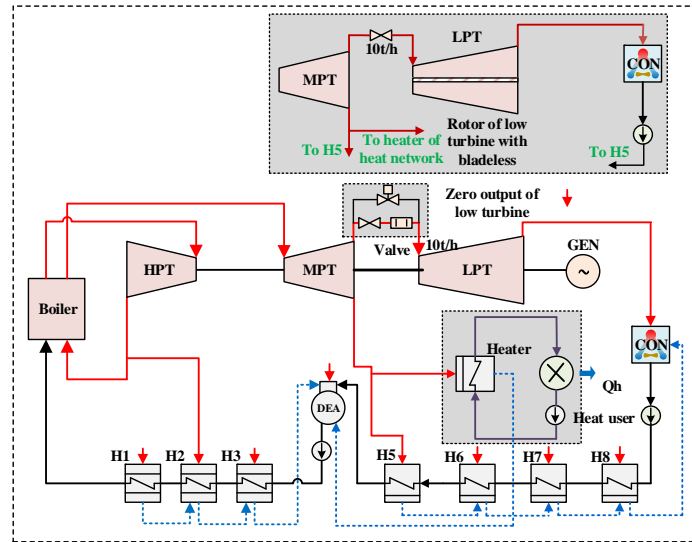 LPT
10t/h
CON
MPT
To heater of
heat network
To H5
Rotor of low
turbine with
bladeless
To H5
Zero output of
low turbine
Valve
10t/h
GEN
~
HPT
MPT
LPT
Boiler
CON
Heater
Qh
Heat user
DEA
H1
H2
H3
H5
H6
H7
H8